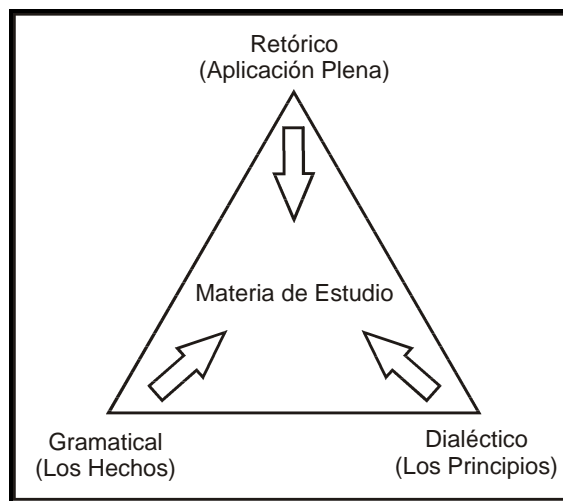 Retórico
(Aplicación Plena)
Materia de Estudio
Gramatical
(Los Hechos)
Dialéctico
(Los Principios)